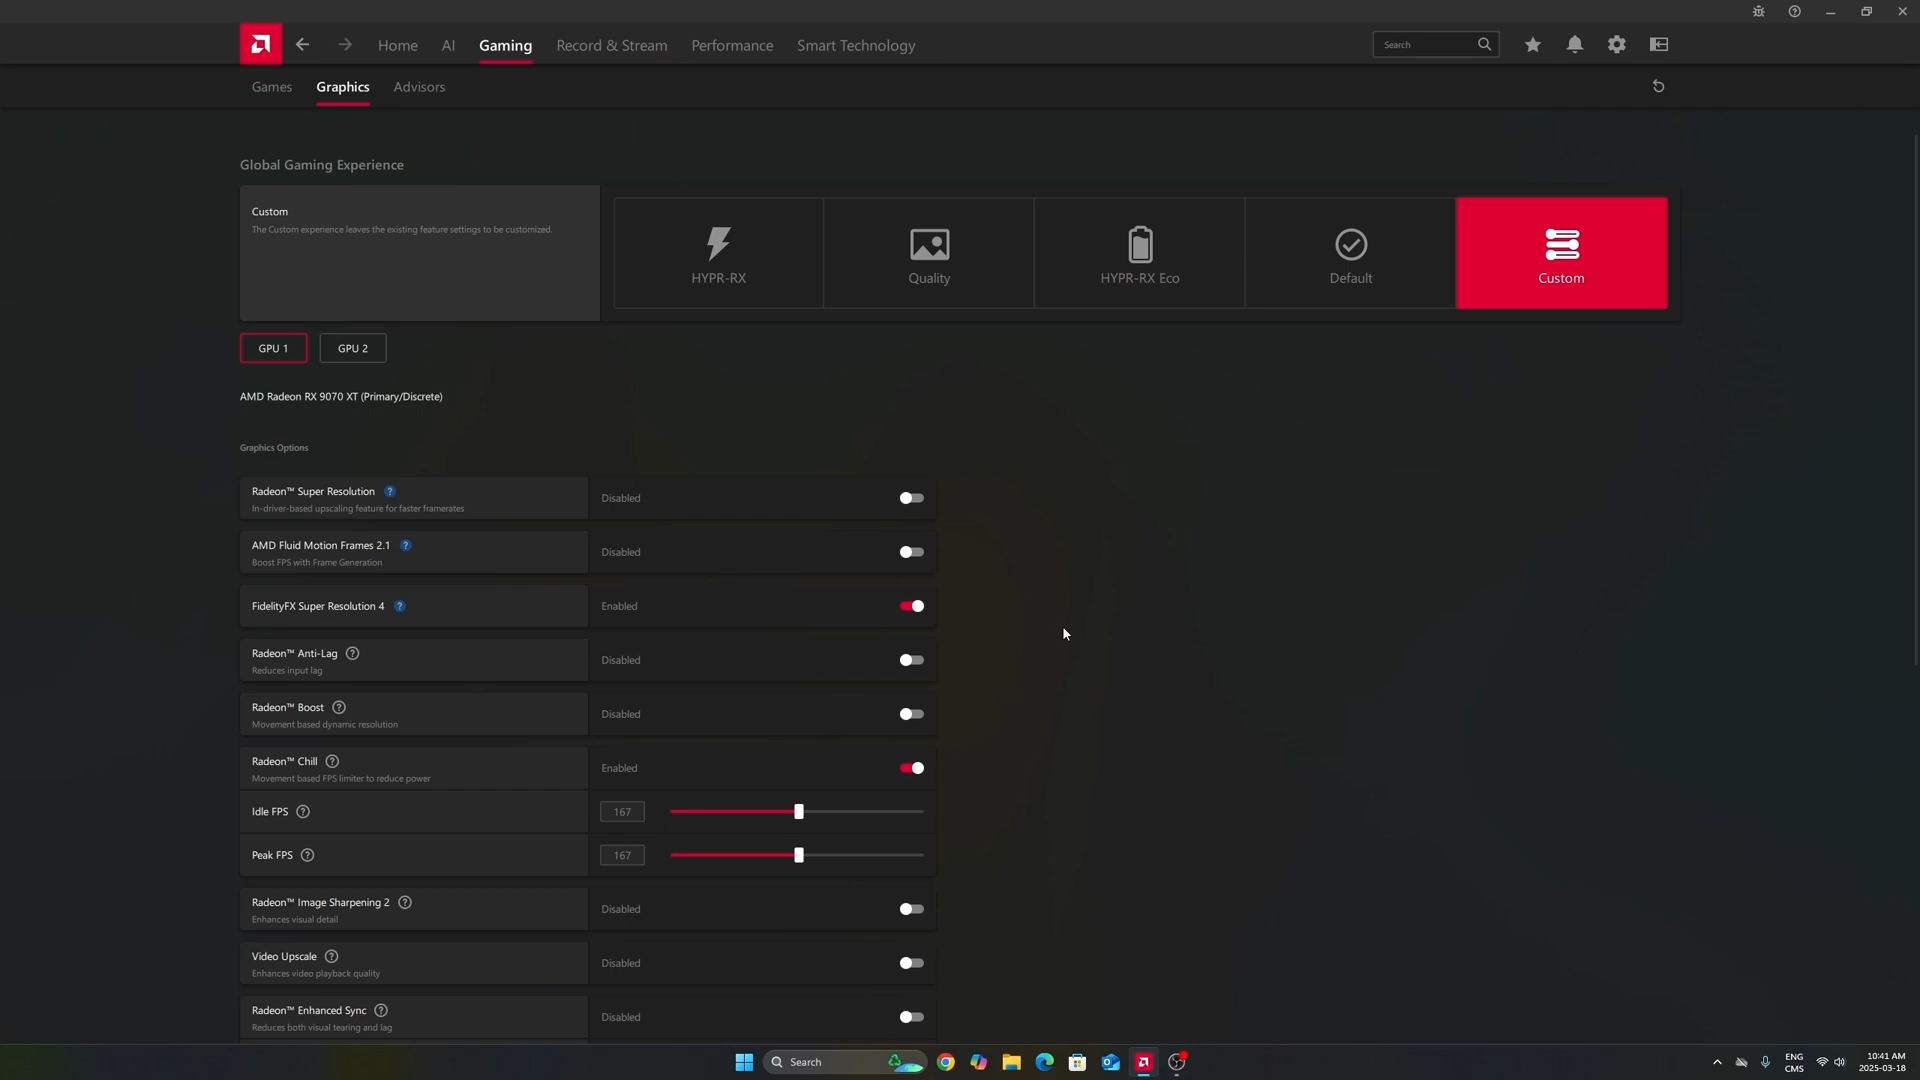 Home
AI
Gaming
Record & Stream
Performance
Smart Technology
Search
Games
Graphics
Advisors
Global Gaming Experience
Custom
The Custom experience leaves the existing feature settings to be customized.
HYPR-RX
Quality
HYPR-RX Eco
Default
Custom
GPU 1
GPU 2
AMD Radeon RX 9070 XT (Primary/Discrete)
Graphics Options
Radeon™ Super Resolution ?
In-driver-based upscaling feature for faster framerates
Disabled
AMD Fluid Motion Frames 2.1 ?
Boost FPS with Frame Generation
Disabled
FidelityFX Super Resolution 4 ?
Enabled
Radeon™ Anti-Lag ?
Reduces input lag
Disabled
Radeon™ Boost ?
Movement based dynamic resolution
Disabled
Radeon™ Chill ?
Movement based FPS limiter to reduce power
Enabled
Idle FPS ?
167
Peak FPS ?
167
Radeon™ Image Sharpening 2 ?
Enhances visual detail
Disabled
Video Upscale ?
Enhances video playback quality
Disabled
Radeon™ Enhanced Sync ?
Reduces both visual tearing and lag
Disabled
Search
ENG
CMS
10:41 AM
2025-03-18